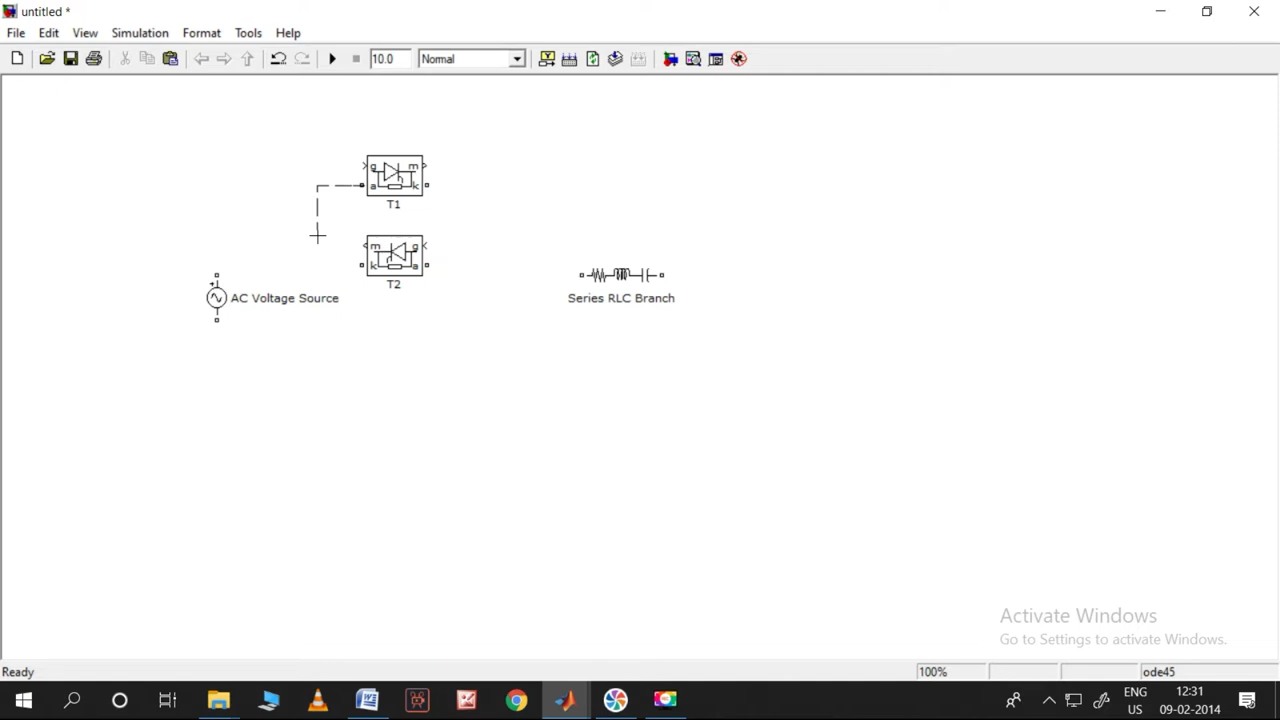 untitled *
File Edit View Simulation Format Tools Help
10.0 Normal
g m
a k
T1
m g
k a
T2
AC Voltage Source
Series RLC Branch
Activate Windows
Go to Settings to activate Windows.
Ready 100% ode45
ENG 12:31
US 09-02-2014